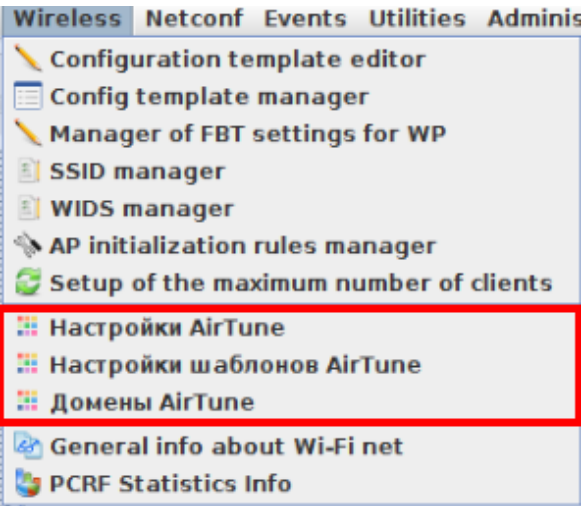 Wireless Netconf Events Utilities Adminis
Configuration template editor
Config template manager
Manager of FBT settings for WP
SSID manager
WIDS manager
AP initialization rules manager
Setup of the maximum number of clients
Настройки AirTune
Настройки шаблонов AirTune
Домены AirTune
General info about Wi-Fi net
PCRF Statistics Info